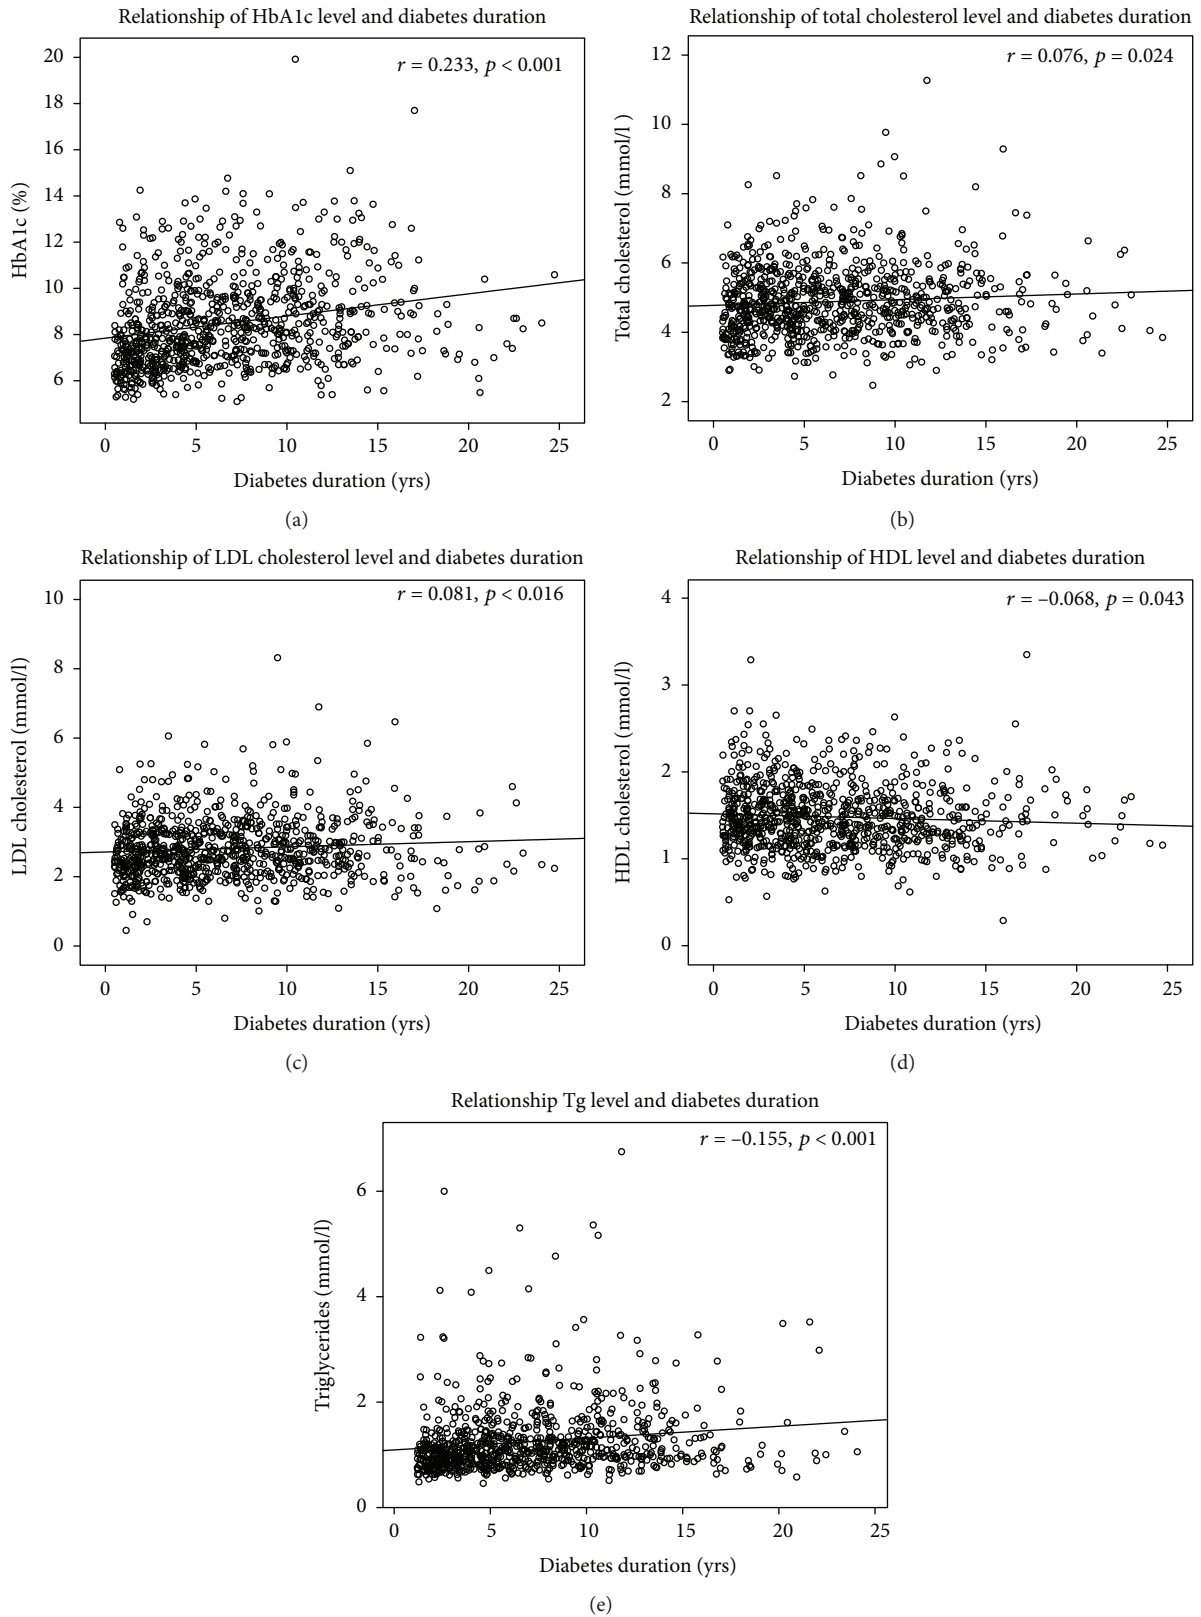 Relationship of HbA1c level and diabetes duration
r = 0.233, p < 0.001
HbA1c (%)
20
18
16
14
12
10
8
6
0 5 10 15 20 25
Diabetes duration (yrs)
(a)
Relationship of total cholesterol level and diabetes duration
r = 0.076, p = 0.024
Total cholesterol (mmol/l )
12
10
8
6
4
2
0 5 10 15 20 25
Diabetes duration (yrs)
(b)
Relationship of LDL cholesterol level and diabetes duration
r = 0.081, p < 0.016
LDL cholesterol (mmol/l)
10
8
6
4
2
0
0 5 10 15 20 25
Diabetes duration (yrs)
(c)
Relationship of HDL level and diabetes duration
r = –0.068, p = 0.043
HDL cholesterol (mmol/l)
4
3
2
1
0
0 5 10 15 20 25
Diabetes duration (yrs)
(d)
Relationship Tg level and diabetes duration
r = –0.155, p < 0.001
Triglycerides (mmol/l)
6
4
2
0
0 5 10 15 20 25
Diabetes duration (yrs)
(e)